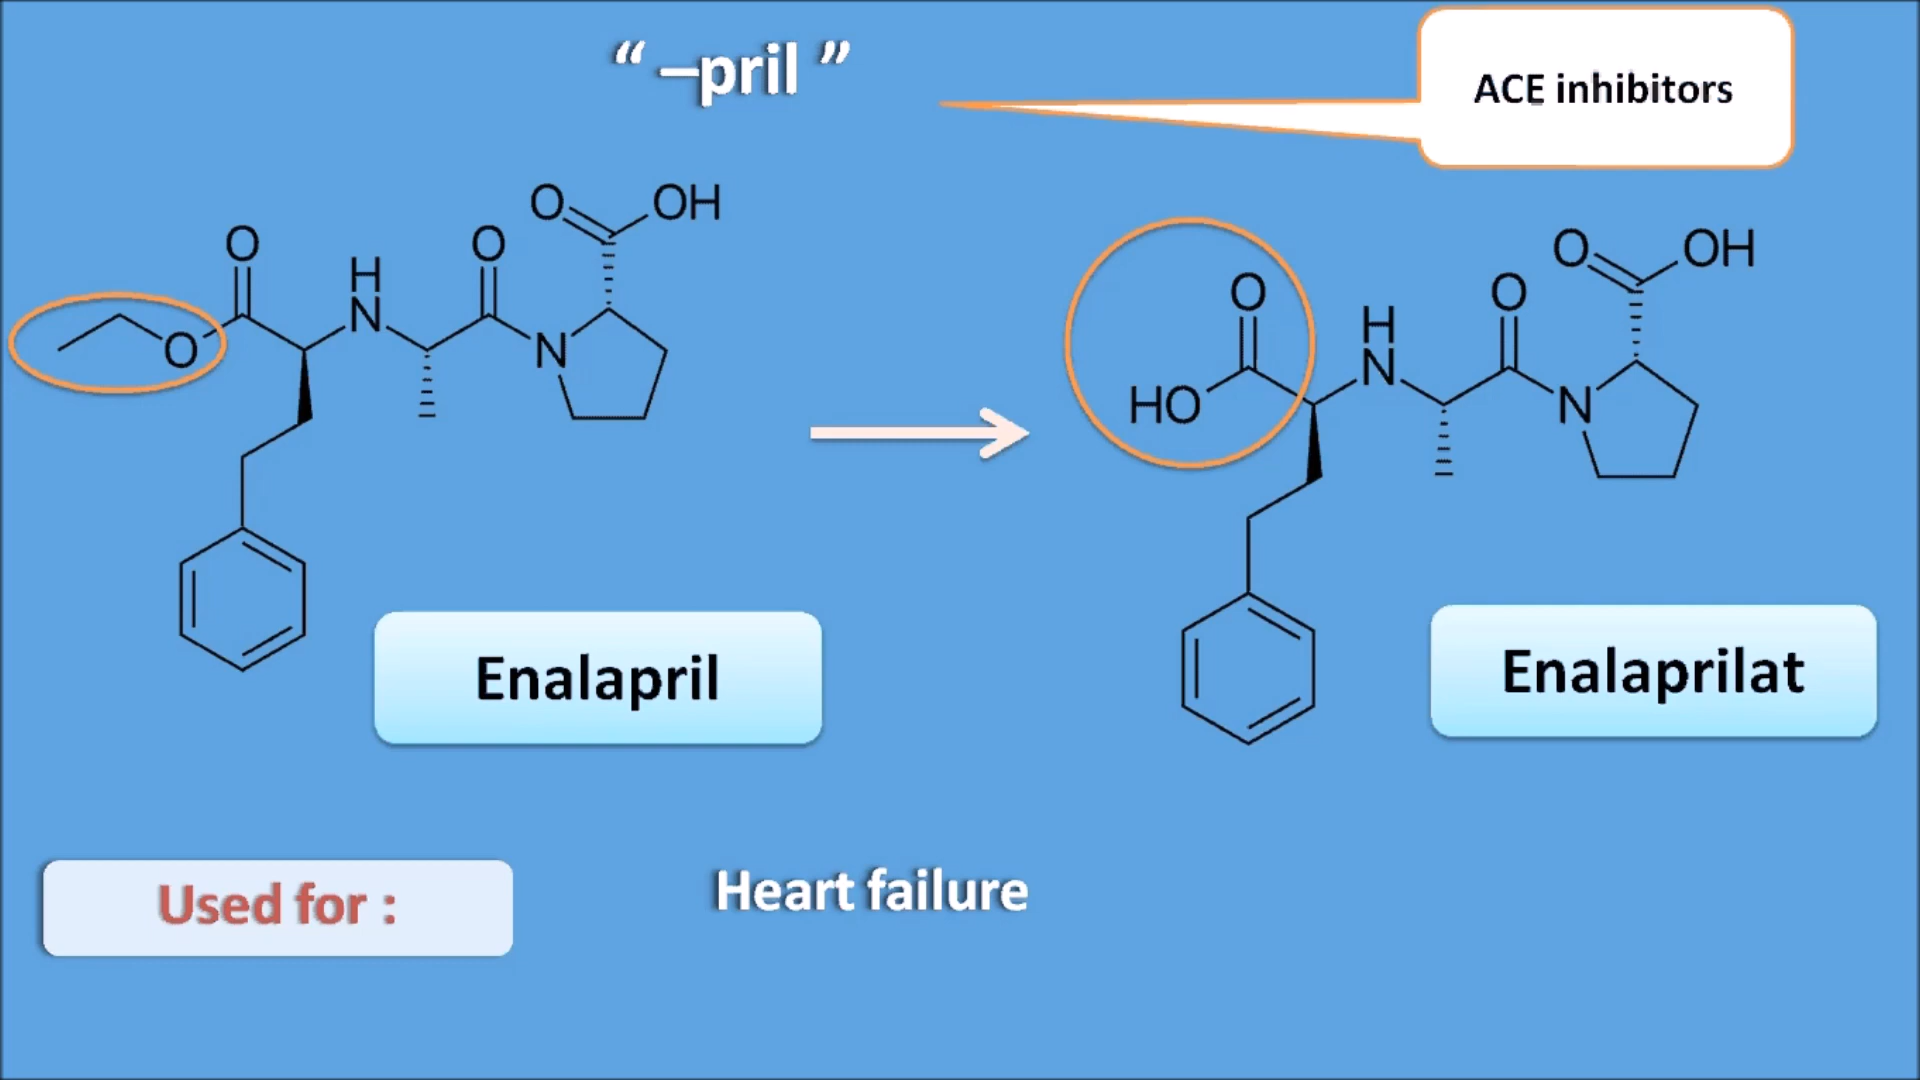 “ –pril ”
ACE inhibitors
O
OH
O
H
N
O
N
O
O
HO
H
N
O
N
O
OH
Enalapril
Enalaprilat
Used for :
Heart failure